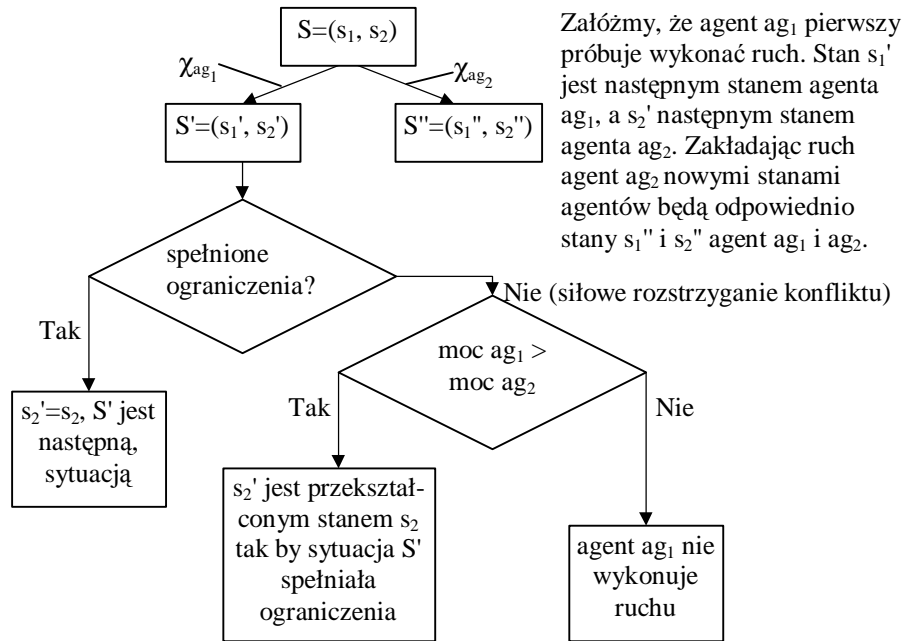 S=(s₁, s₂)
χag₁
χag₂
S'=(s₁', s₂')
S''=(s₁'', s₂'')
Załóżmy, że agent ag₁ pierwszy
próbuje wykonać ruch. Stan s₁'
jest następnym stanem agenta
ag₁, a s₂' następnym stanem
agenta ag₂. Zakładając ruch
agent ag₂ nowymi stanami
agentów będą odpowiednio
stany s₁'' i s₂'' agent ag₁ i ag₂.
spełnione
ograniczenia?
Tak
Nie (siłowe rozstrzyganie konfliktu)
moc ag₁ >
moc ag₂
Tak
Nie
s₂'=s₂, S' jest
następną,
sytuacją
s₂' jest przekształ-
conym stanem s₂
tak by sytuacja S'
spełniała
ograniczenia
agent ag₁ nie
wykonuje
ruchu